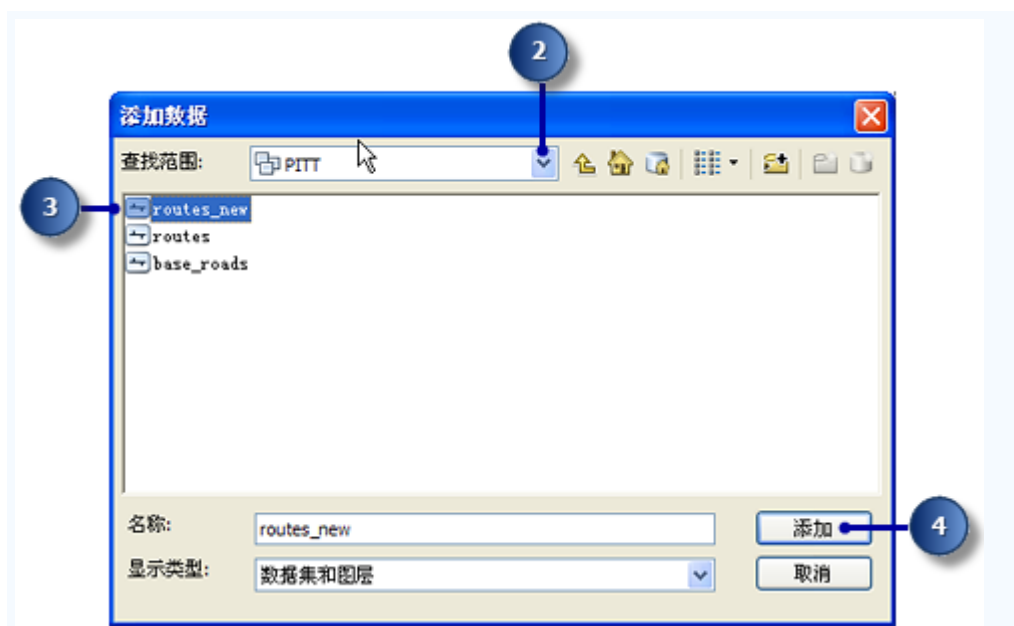 2
添加数据
查找范围: PITT
3
routes_new
routes
base_roads
名称: routes_new 添加
4
显示类型: 数据集和图层 取消